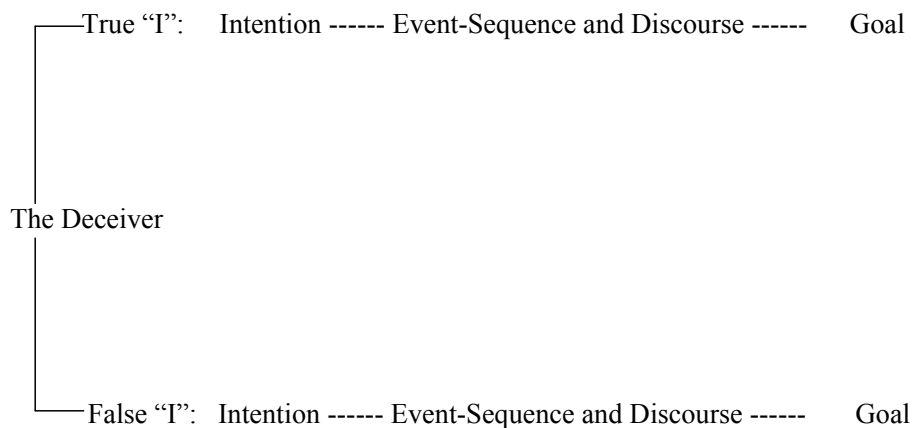 True “I”: Intention ------ Event-Sequence and Discourse ------ Goal
The Deceiver
False “I”: Intention ------ Event-Sequence and Discourse ------ Goal